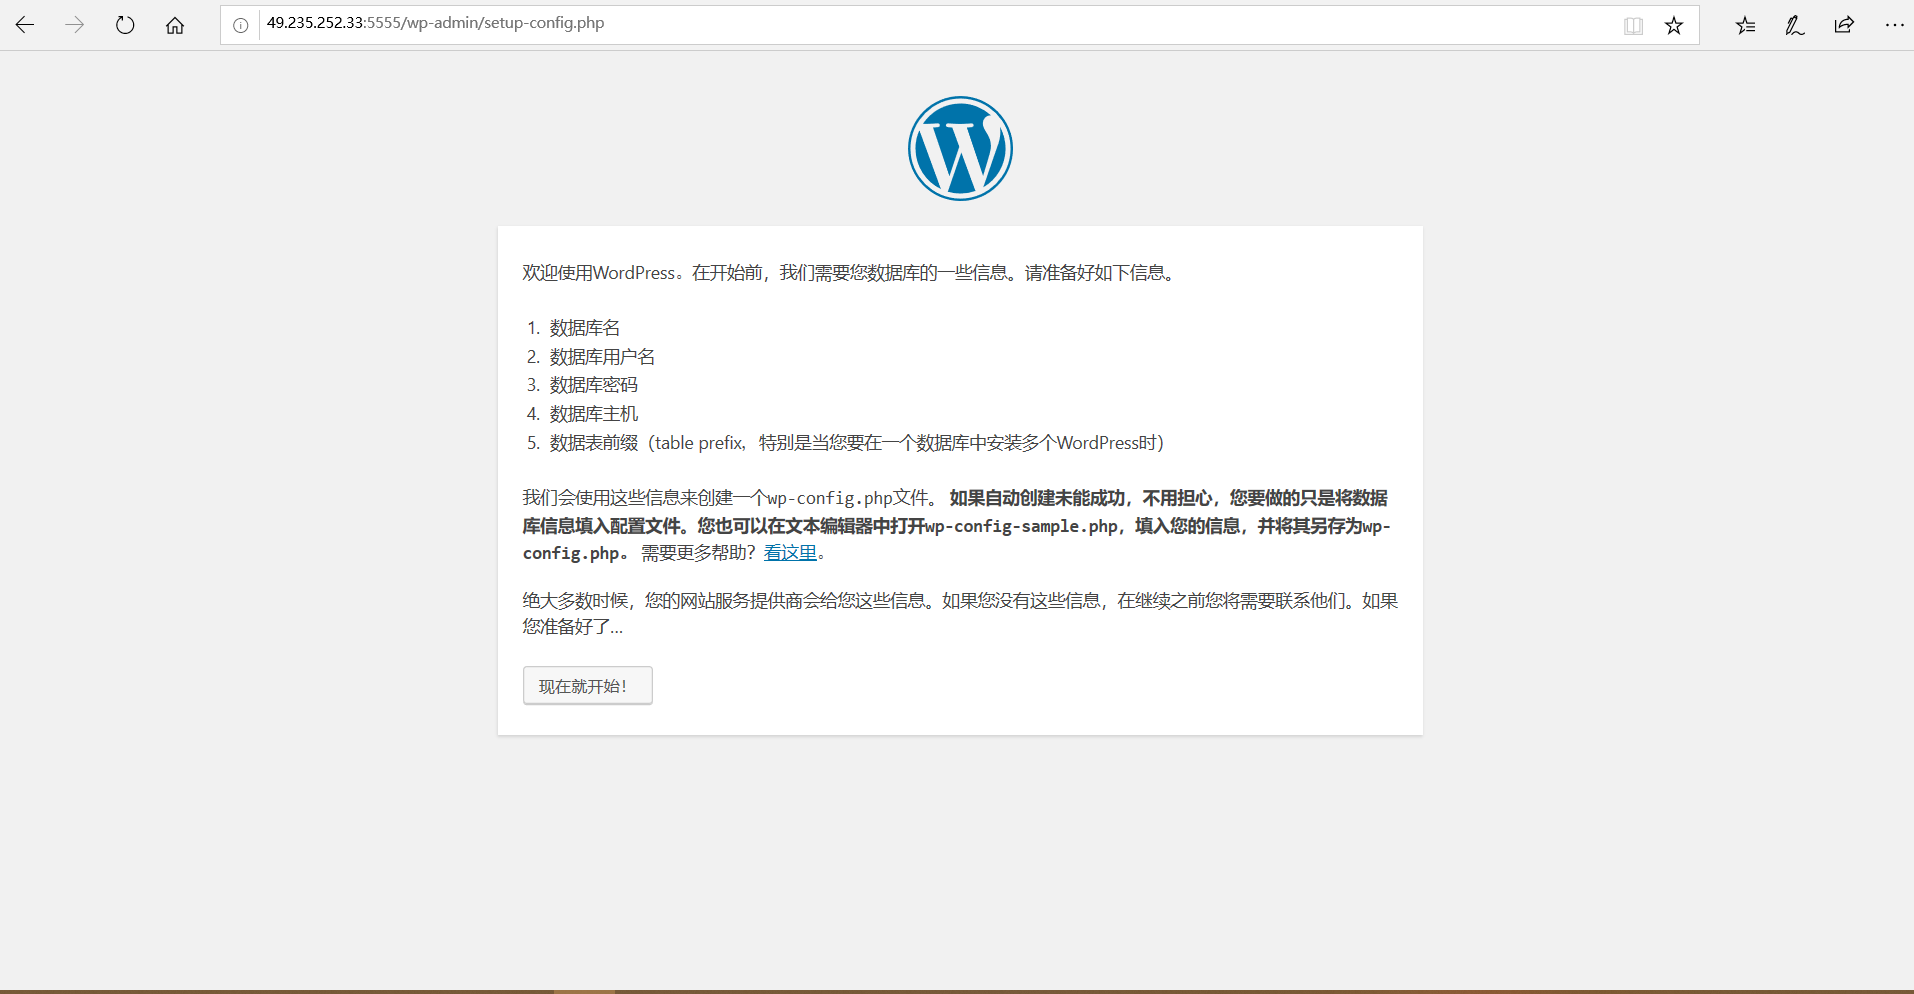 49.235.252.33:5555/wp-admin/setup-config.php
欢迎使用WordPress。在开始前，我们需要您数据库的一些信息。请准备好如下信息。
1. 数据库名
2. 数据库用户名
3. 数据库密码
4. 数据库主机
5. 数据表前缀（table prefix，特别是当您要在一个数据库中安装多个WordPress时）
我们会使用这些信息来创建一个wp-config.php文件。 如果自动创建未能成功，不用担心，您要做的只是将数据
库信息填入配置文件。您也可以在文本编辑器中打开wp-config-sample.php，填入您的信息，并将其另存为wp-
config.php。 需要更多帮助？看这里。
绝大多数时候，您的网站服务提供商会给您这些信息。如果您没有这些信息，在继续之前您将需要联系他们。如果
您准备好了…
现在就开始！